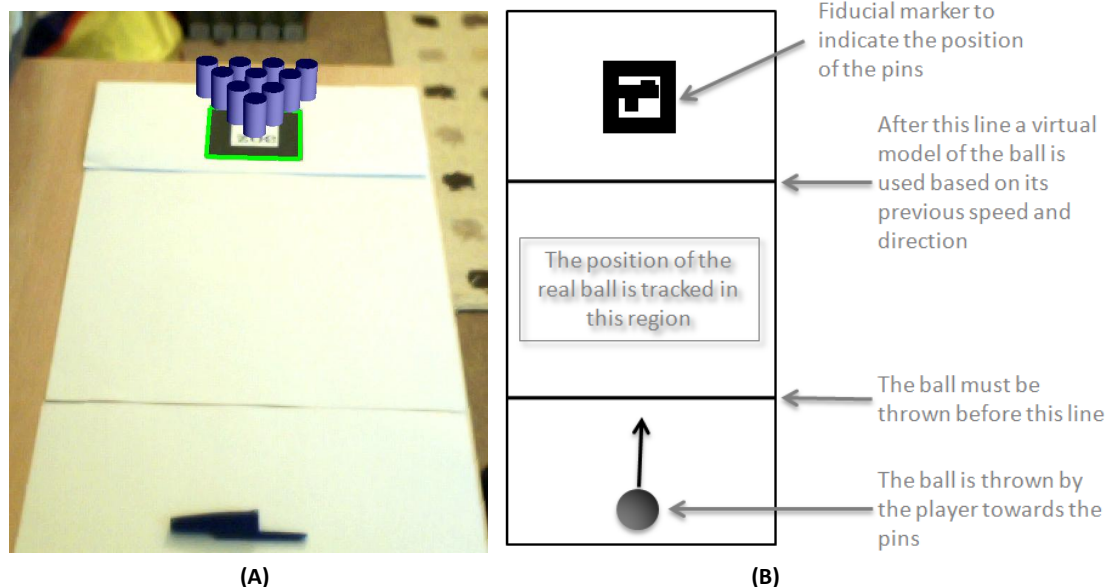 Fiducial marker to
indicate the position
of the pins
After this line a virtual
model of the ball is
used based on its
previous speed and
direction
The position of the
real ball is tracked in
this region
The ball must be
thrown before this line
The ball is thrown by
the player towards the
pins
(A)
(B)